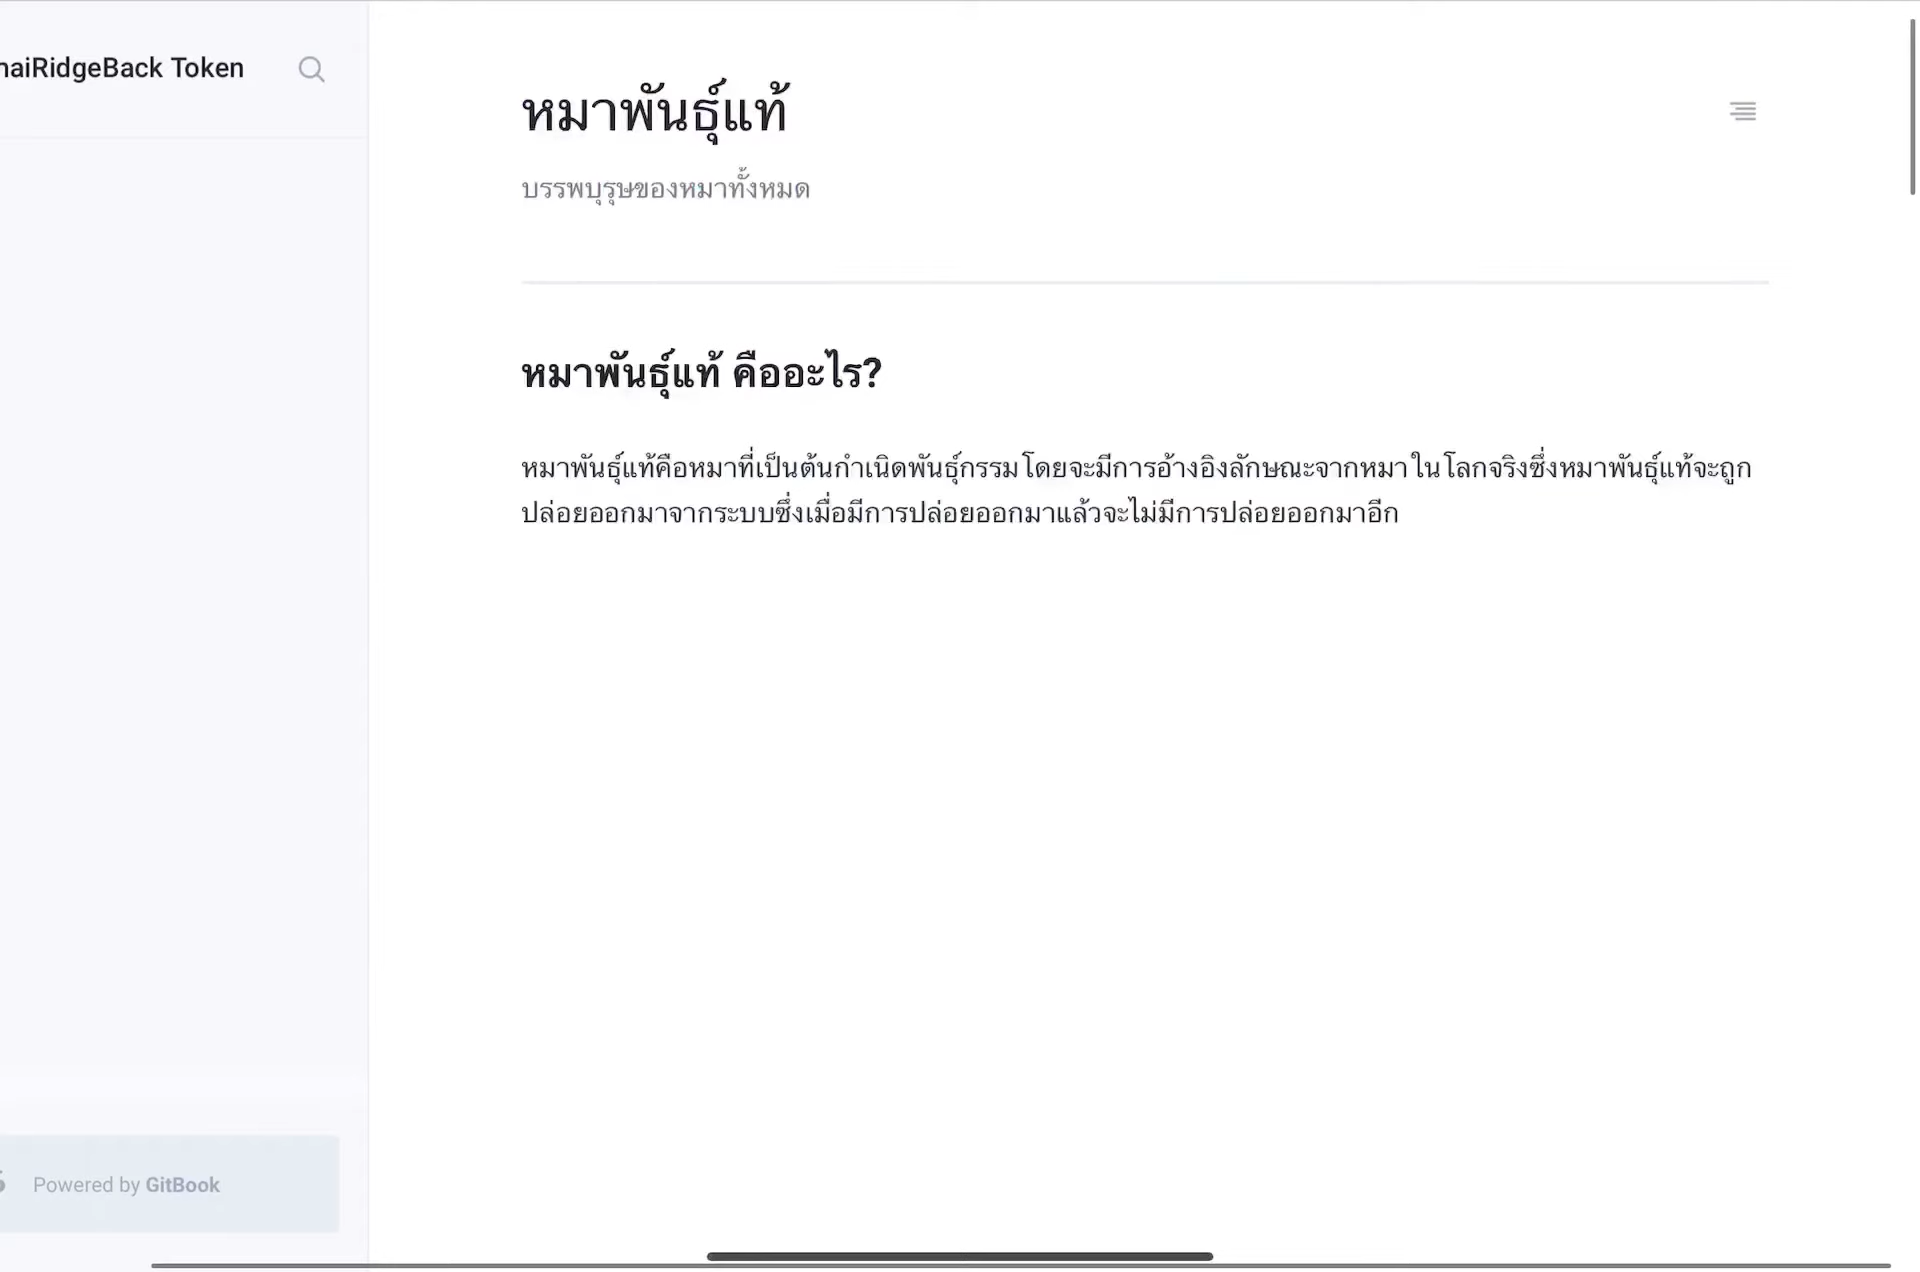 haiRidgeBack Token
หมาพันธุ์แท้
บรรพบุรุษของหมาทั้งหมด
หมาพันธุ์แท้ คืออะไร?
หมาพันธุ์แท้คือหมาที่เป็นต้นกำเนิดพันธุ์กรรมโดยจะมีการอ้างอิงลักษณะจากหมาในโลกจริงซึ่งหมาพันธุ์แท้จะถูก
ปล่อยออกมาจากระบบซึ่งเมื่อมีการปล่อยออกมาแล้วจะไม่มีการปล่อยออกมาอีก
Powered by GitBook